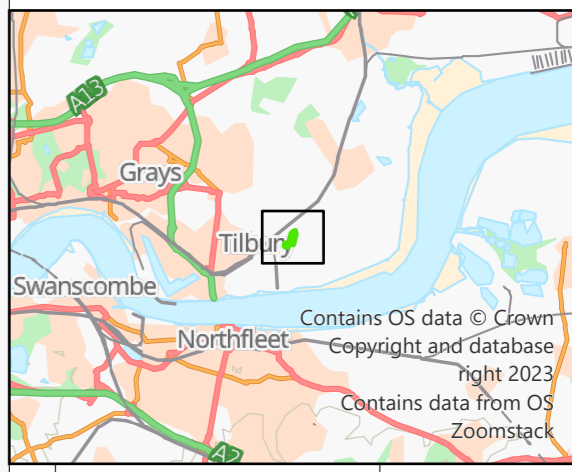 A13
Grays
Tilbury
Swanscombe
Northfleet
Contains OS data © Crown
Copyright and database
right 2023
Contains data from OS
Zoomstack
A2